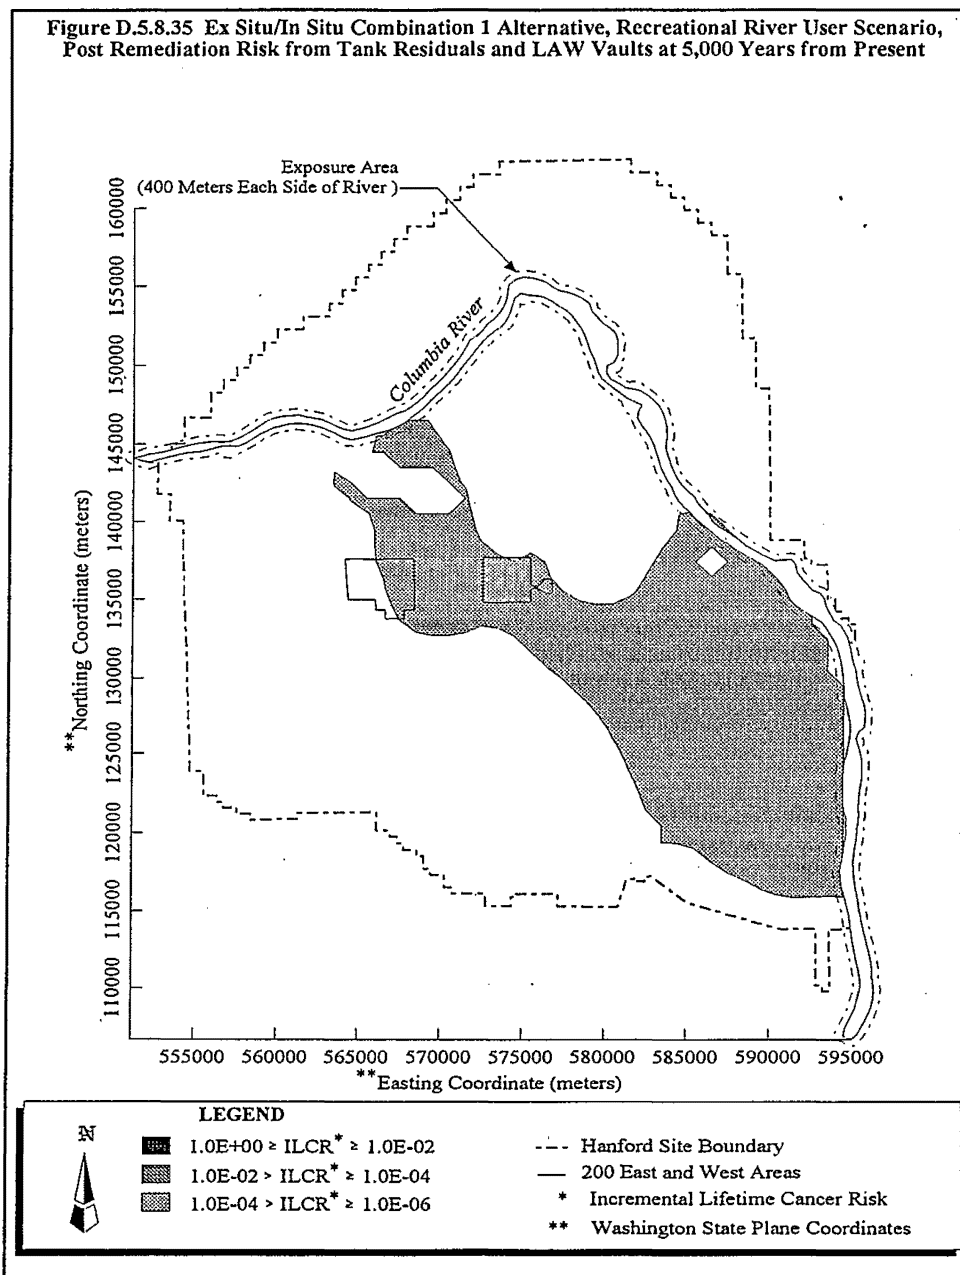 Figure D.5.8.35 Ex Situ/In Situ Combination 1 Alternative, Recreational River User Scenario,
Post Remediation Risk from Tank Residuals and LAW Vaults at 5,000 Years from Present
Exposure Area
(400 Meters Each Side of River )
Columbia River
**Northing Coordinate (meters)
160000
155000
150000
145000
140000
135000
130000
125000
120000
115000
110000
555000 560000 565000 570000 575000 580000 585000 590000 595000
**Easting Coordinate (meters)
LEGEND
N
1.0E+00 ≥ ILCR* ≥ 1.0E-02
1.0E-02 > ILCR* ≥ 1.0E-04
1.0E-04 > ILCR* ≥ 1.0E-06
Hanford Site Boundary
200 East and West Areas
* Incremental Lifetime Cancer Risk
** Washington State Plane Coordinates